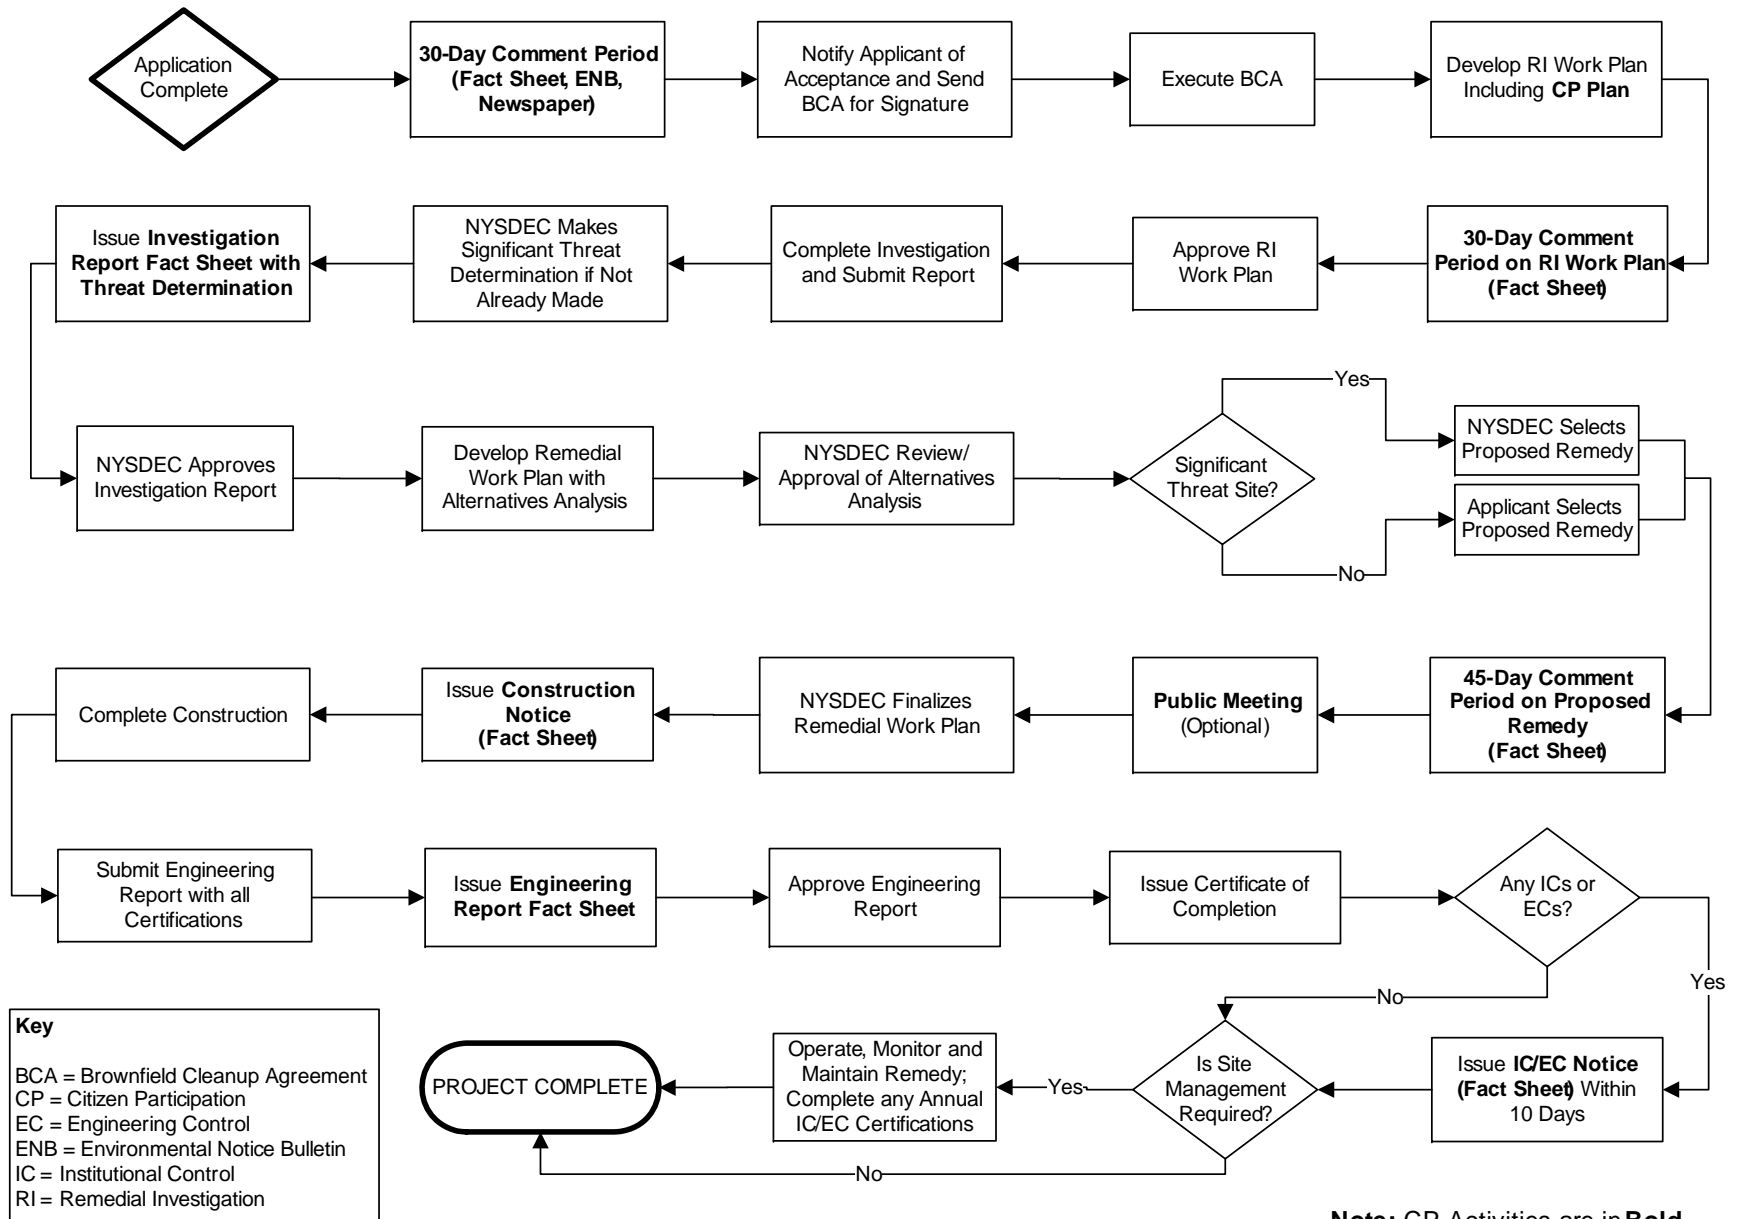 Application
Complete
30-Day Comment Period
(Fact Sheet, ENB,
Newspaper)
Notify Applicant of
Acceptance and Send
BCA for Signature
Execute BCA
Develop RI Work Plan
Including CP Plan
Issue Investigation
Report Fact Sheet with
Threat Determination
NYSDEC Makes
Significant Threat
Determination if Not
Already Made
Complete Investigation
and Submit Report
Approve RI
Work Plan
30-Day Comment
Period on RI Work Plan
(Fact Sheet)
NYSDEC Approves
Investigation Report
Develop Remedial
Work Plan with
Alternatives Analysis
NYSDEC Review/
Approval of Alternatives
Analysis
Significant
Threat Site?
Yes
No
NYSDEC Selects
Proposed Remedy
Applicant Selects
Proposed Remedy
Complete Construction
Issue Construction
Notice
(Fact Sheet)
NYSDEC Finalizes
Remedial Work Plan
Public Meeting
(Optional)
45-Day Comment
Period on Proposed
Remedy
(Fact Sheet)
Submit Engineering
Report with all
Certifications
Issue Engineering
Report Fact Sheet
Approve Engineering
Report
Issue Certificate of
Completion
Any ICs or
ECs?
Yes
No
Key
BCA = Brownfield Cleanup Agreement
CP = Citizen Participation
EC = Engineering Control
ENB = Environmental Notice Bulletin
IC = Institutional Control
RI = Remedial Investigation
PROJECT COMPLETE
Operate, Monitor and
Maintain Remedy;
Complete any Annual
IC/EC Certifications
Yes
Is Site
Management
Required?
Issue IC/EC Notice
(Fact Sheet) Within
10 Days
No
Note: CP Activities are in Bold